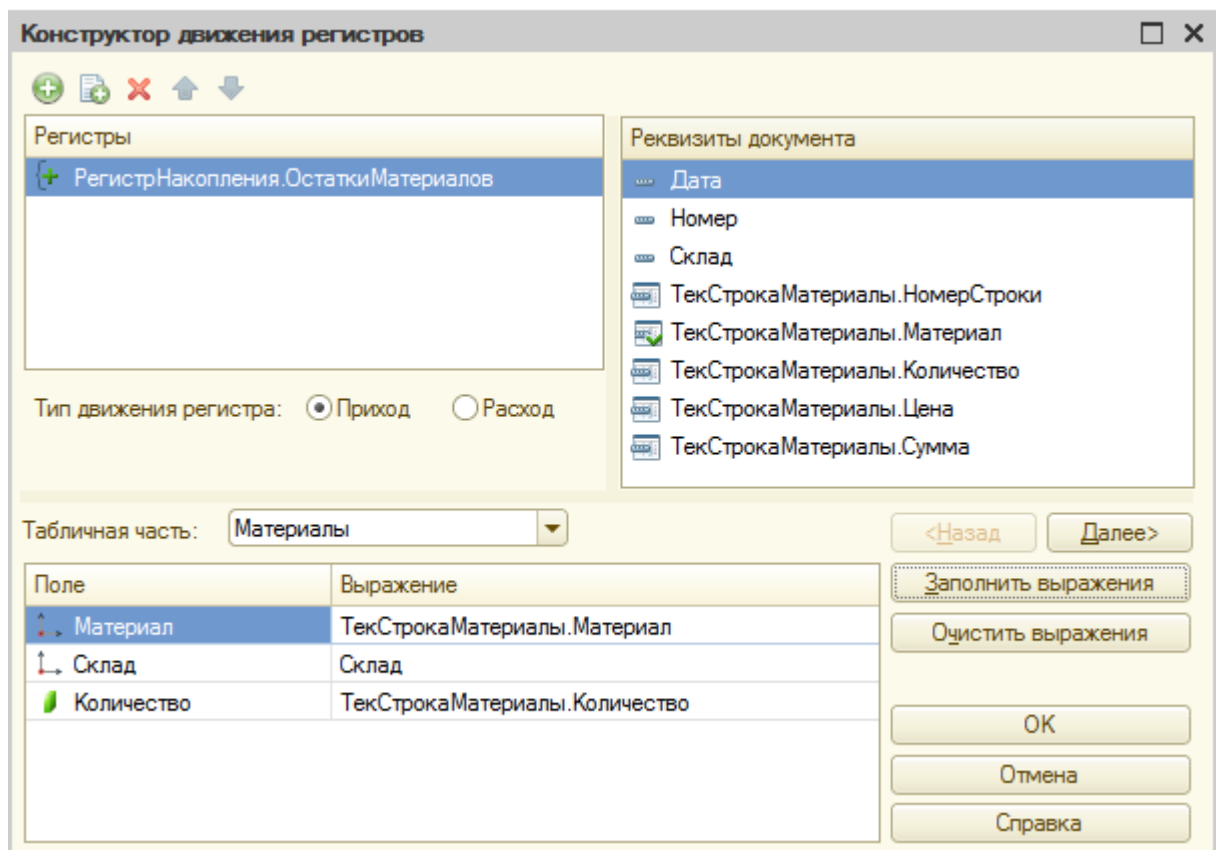 Конструктор движения регистров
Регистры
РегистрНакопления.ОстаткиМатериалов
Тип движения регистра: Приход Расход
Реквизиты документа
Дата
Номер
Склад
ТекСтрокаМатериалы.НомерСтроки
ТекСтрокаМатериалы.Материал
ТекСтрокаМатериалы.Количество
ТекСтрокаМатериалы.Цена
ТекСтрокаМатериалы.Сумма
Табличная часть: Материалы
<Назад Далее>
Поле Выражение
Материал ТекСтрокаМатериалы.Материал
Склад Склад
Количество ТекСтрокаМатериалы.Количество
Заполнить выражения
Очистить выражения
OK
Отмена
Справка